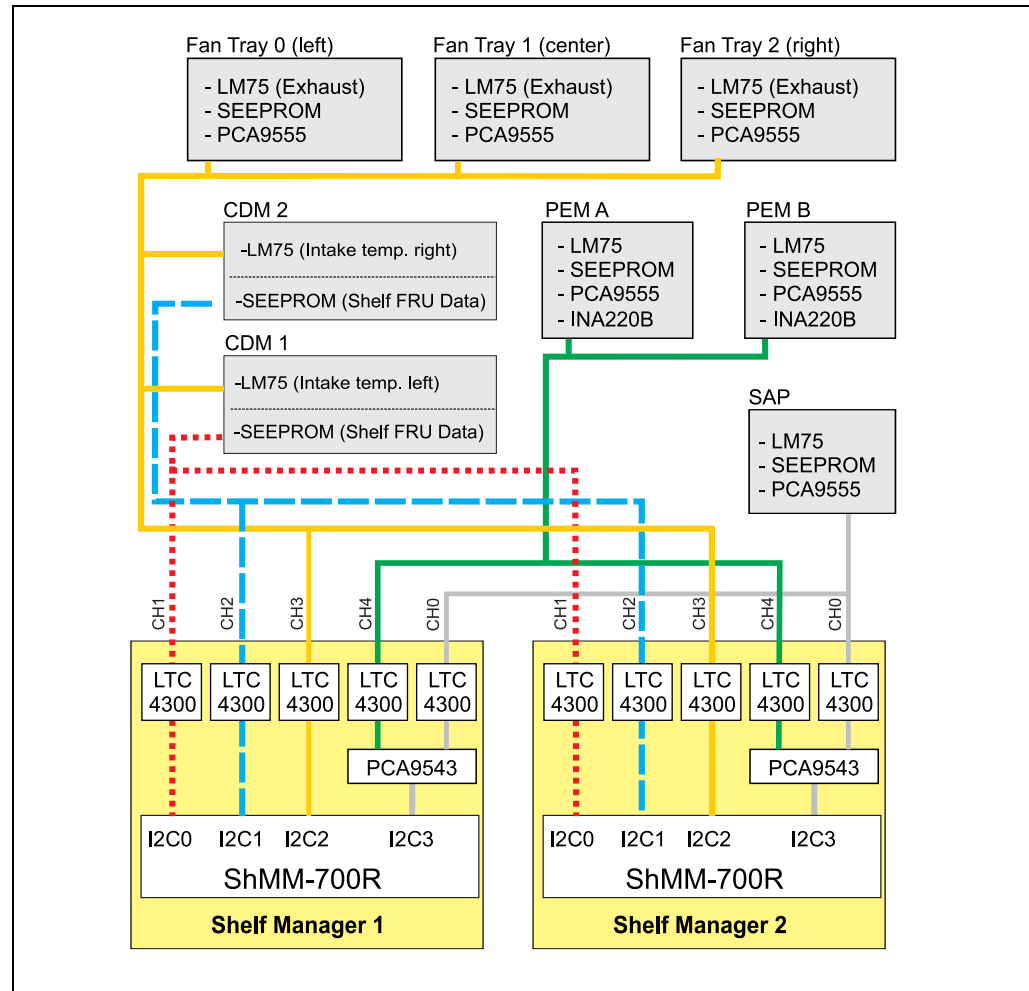 Fan Tray 0 (left)
Fan Tray 1 (center)
Fan Tray 2 (right)
- LM75 (Exhaust)
- SEEPROM
- PCA9555
- LM75 (Exhaust)
- SEEPROM
- PCA9555
- LM75 (Exhaust)
- SEEPROM
- PCA9555
CDM 2
-LM75 (Intake temp. right)
-SEEPROM (Shelf FRU Data)
PEM A
- LM75
- SEEPROM
- PCA9555
- INA220B
PEM B
- LM75
- SEEPROM
- PCA9555
- INA220B
CDM 1
-LM75 (Intake temp. left)
-SEEPROM (Shelf FRU Data)
SAP
- LM75
- SEEPROM
- PCA9555
CH1
CH2
CH3
CH4
CH0
CH1
CH2
CH3
CH4
CH0
LTC
4300
LTC
4300
LTC
4300
LTC
4300
LTC
4300
PCA9543
I2C0
I2C1
I2C2
I2C3
ShMM-700R
Shelf Manager 1
LTC
4300
LTC
4300
LTC
4300
LTC
4300
LTC
4300
PCA9543
I2C0
I2C1
I2C2
I2C3
ShMM-700R
Shelf Manager 2